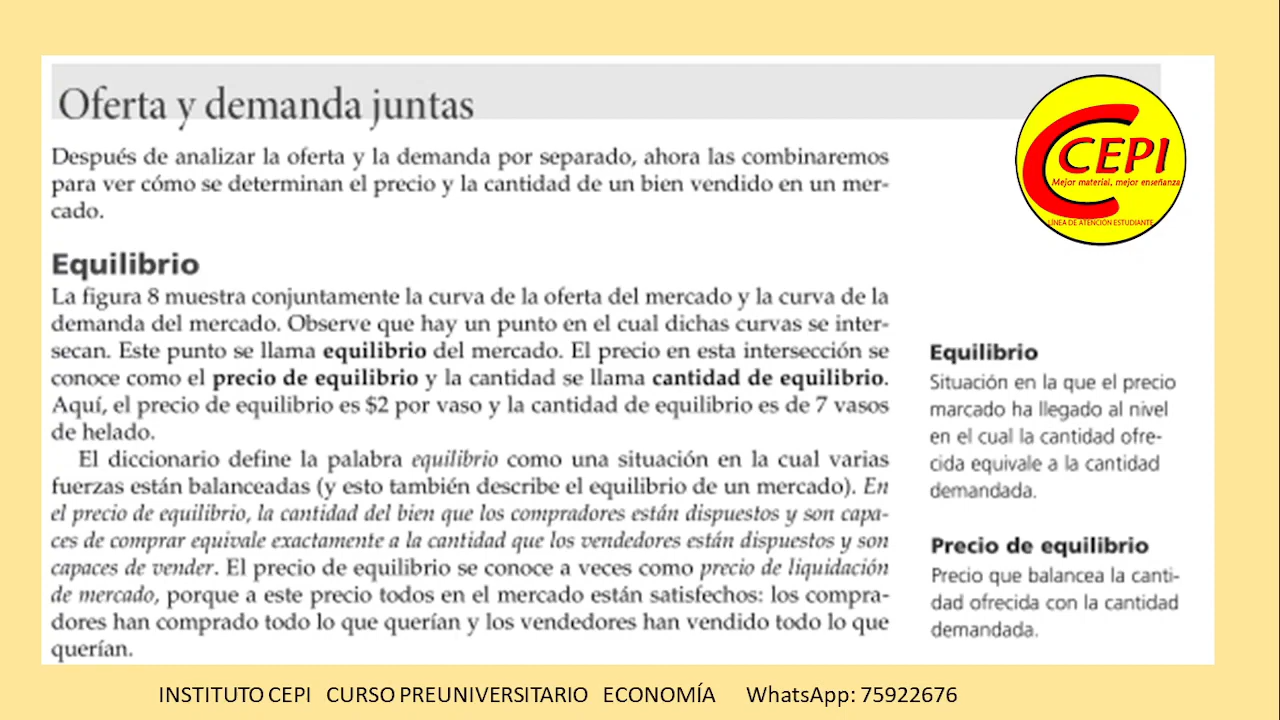 Oferta y demanda juntas
Después de analizar la oferta y la demanda por separado, ahora las combinaremos
para ver cómo se determinan el precio y la cantidad de un bien vendido en un mer-
cado.
Equilibrio
La figura 8 muestra conjuntamente la curva de la oferta del mercado y la curva de la
demanda del mercado. Observe que hay un punto en el cual dichas curvas se inter-
secan. Este punto se llama equilibrio del mercado. El precio en esta intersección se
conoce como el precio de equilibrio y la cantidad se llama cantidad de equilibrio.
Aquí, el precio de equilibrio es $2 por vaso y la cantidad de equilibrio es de 7 vasos
de helado.
El diccionario define la palabra equilibrio como una situación en la cual varias
fuerzas están balanceadas (y esto también describe el equilibrio de un mercado). En
el precio de equilibrio, la cantidad del bien que los compradores están dispuestos y son capa-
ces de comprar equivale exactamente a la cantidad que los vendedores están dispuestos y son
capaces de vender. El precio de equilibrio se conoce a veces como precio de liquidación
de mercado, porque a este precio todos en el mercado están satisfechos: los compra-
dores han comprado todo lo que querían y los vendedores han vendido todo lo que
querían.
CEPI
Mejor material, mejor enseñanza
LÍNEA DE ATENCIÓN ESTUDIANTE
Equilibrio
Situación en la que el precio
marcado ha llegado al nivel
en el cual la cantidad ofre-
cida equivale a la cantidad
demandada.
Precio de equilibrio
Precio que balancea la canti-
dad ofrecida con la cantidad
demandada.
INSTITUTO CEPI CURSO PREUNIVERSITARIO ECONOMÍA WhatsApp: 75922676